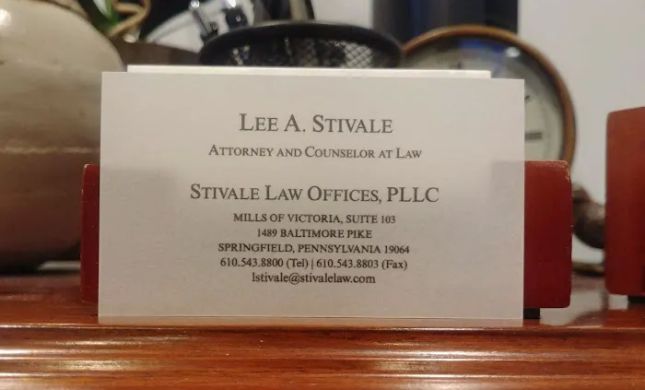 LEE A. STIVALE
ATTORNEY AND COUNSELOR AT LAW
STIVALE LAW OFFICES, PLLC
MILLS OF VICTORIA, SUITE 103
1489 BALTIMORE PIKE
SPRINGFIELD, PENNSYLVANIA 19064
610.543.8800 (Tel) | 610.543.8803 (Fax)
lstivale@stivalelaw.com